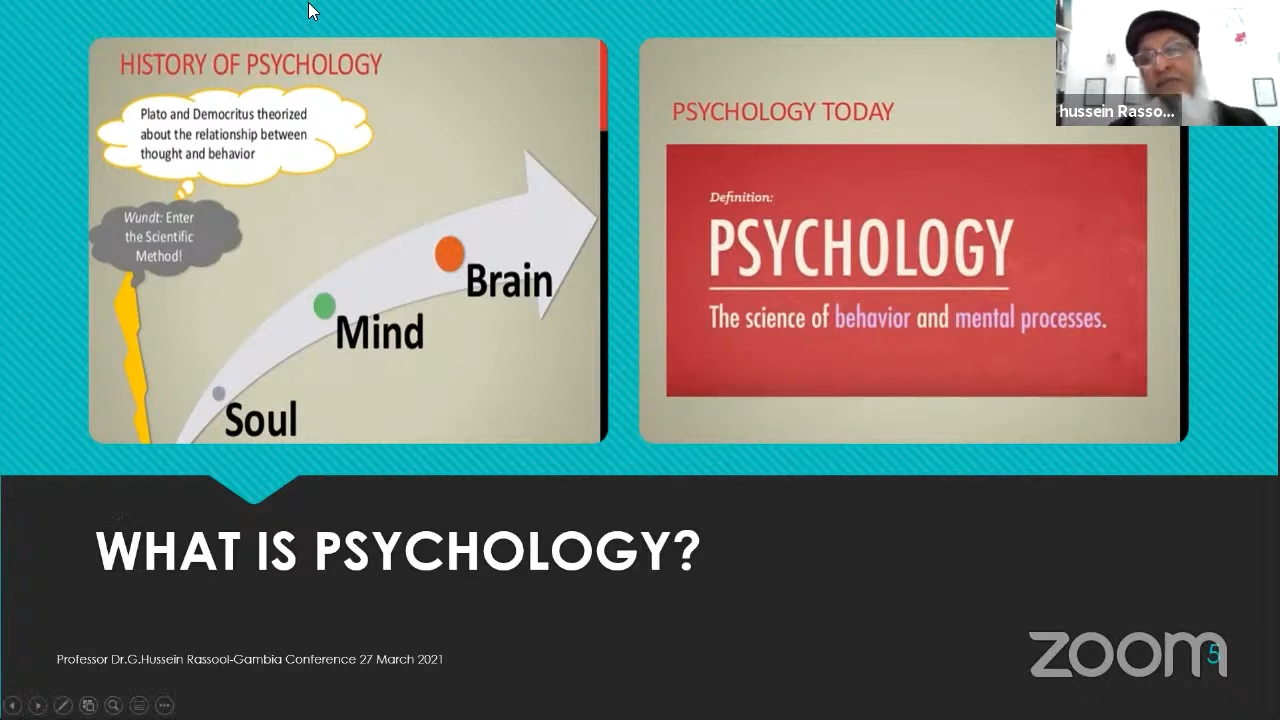 HISTORY OF PSYCHOLOGY
Plato and Democritus theorized
about the relationship between
thought and behavior
Wundt: Enter
the Scientific
Method!
Brain
Mind
Soul
PSYCHOLOGY TODAY
Definition:
PSYCHOLOGY
The science of behavior and mental processes.
hussein Rasso...
WHAT IS PSYCHOLOGY?
Professor Dr.G.Hussein Rassool-Gambia Conference 27 March 2021
zoom
5